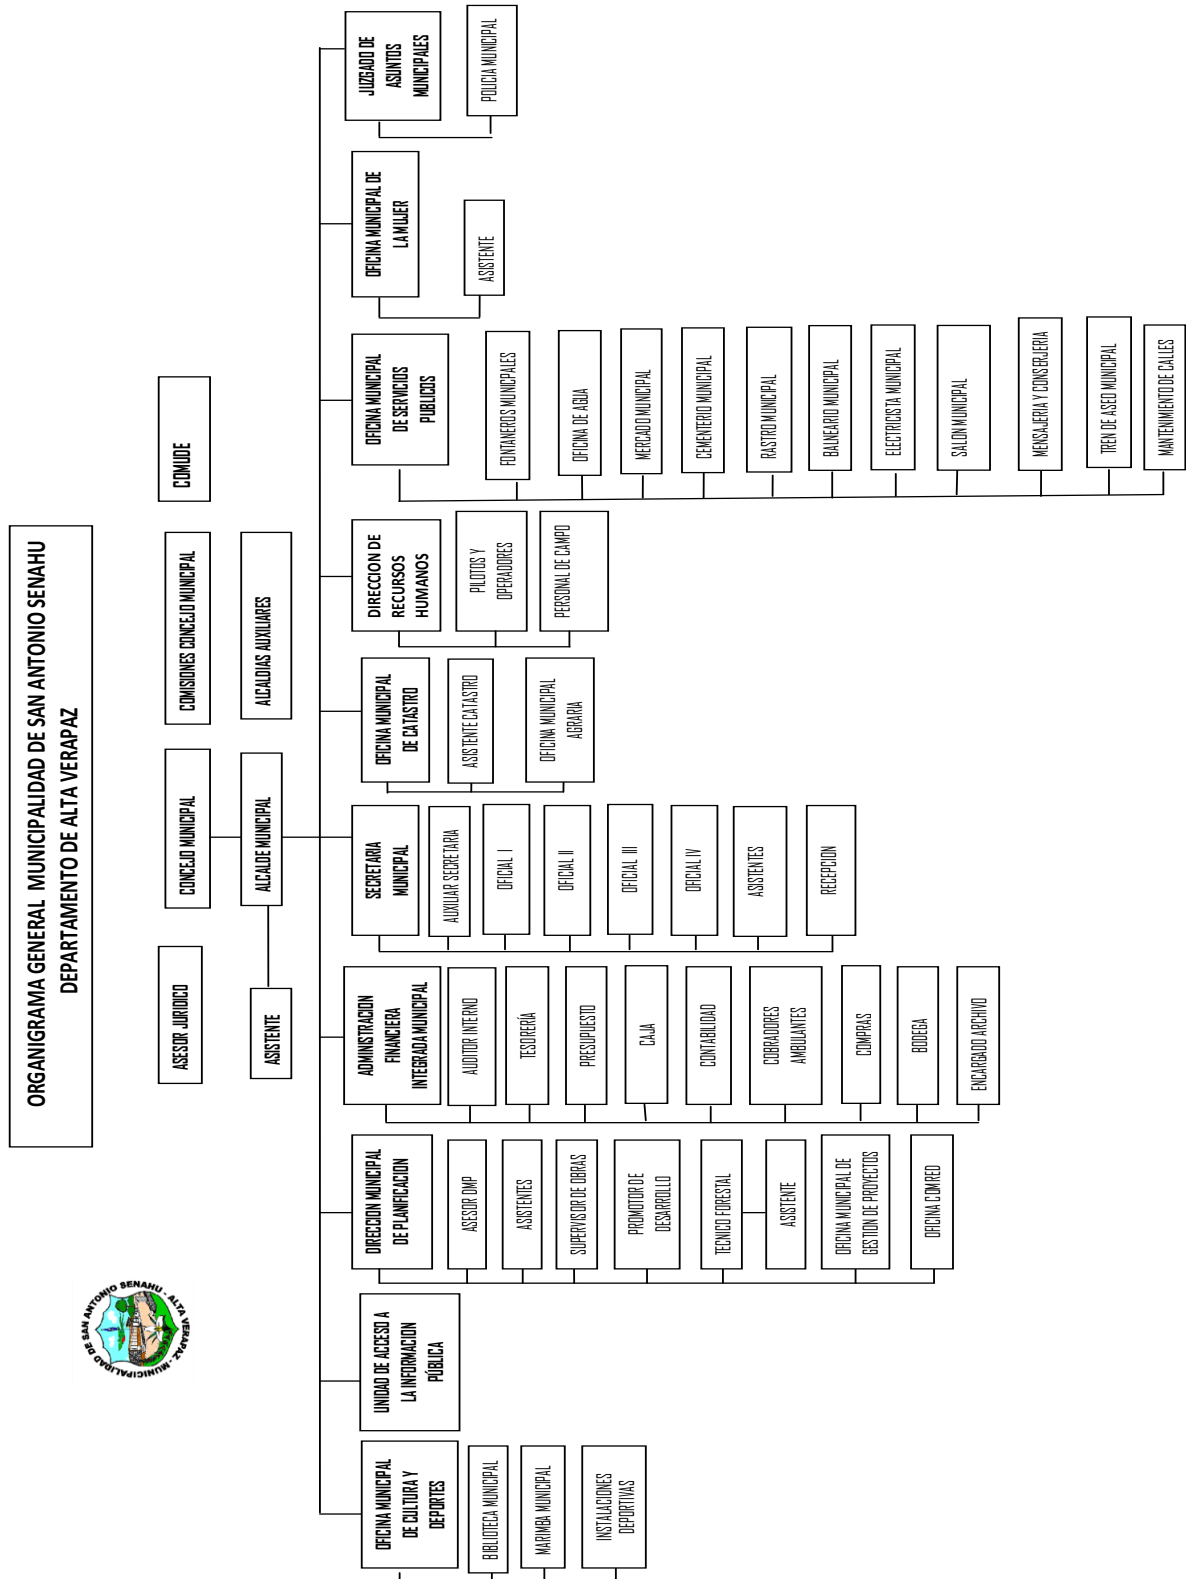 ORGANIGRAMA GENERAL MUNICIPALIDAD DE SAN ANTONIO SENAHU
DEPARTAMENTO DE ALTA VERAPAZ
MUNICIPALIDAD DE SAN ANTONIO SENAHU - ALTA VERAPAZ -
ASESOR JURIDICO
CONCEJO MUNICIPAL
COMISIONES CONCEJO MUNICIPAL
COMUDE
ASISTENTE
ALCALDE MUNICIPAL
ALCALDIAS AUXILIARES
OFICINA MUNICIPAL
DE CULTURA Y
DEPORTES
BIBLIOTECA MUNICIPAL
MARIMBA MUNICIPAL
INSTALACIONES
DEPORTIVAS
UNIDAD DE ACCESO A
LA INFORMACION
PÚBLICA
DIRECCION MUNICIPAL
DE PLANIFICACION
ASESOR DMP
ASISTENTES
SUPERVISOR DE OBRAS
PROMOTOR DE
DESARROLLO
TECNICO FORESTAL
ASISTENTE
OFICINA MUNICIPAL DE
GESTION DE PROYECTOS
OFICINA COMRED
ADMINISTRACION
FINANCIERA
INTEGRADA MUNICIPAL
AUDITOR INTERNO
TESORERÍA
PRESUPUESTO
CAJA
CONTABILIDAD
COBRADORES
AMBULANTES
COMPRAS
BODEGA
ENCARGADO ARCHIVO
SECRETARIA
MUNICIPAL
AUXILIAR SECRETARIA
OFICIAL I
OFICIAL II
OFICIAL III
OFICIAL IV
ASISTENTES
RECEPCION
OFICINA MUNICIPAL
DE CATASTRO
ASISTENTE CATASTRO
OFICINA MUNICIPAL
AGRARIA
DIRECCION DE
RECURSOS
HUMANOS
PILOTOS Y
OPERADORES
PERSONAL DE CAMPO
OFICINA MUNICIPAL
DE SERVICIOS
PUBLICOS
FONTANEROS MUNICPALES
OFICINA DE AGUA
MERCADO MUNICIPAL
CEMENTERIO MUNICIPAL
RASTRO MUNICIPAL
BALNEARIO MUNICIPAL
ELECTRICISTA MUNICIPAL
SALON MUNICIPAL
MENSAJERIA Y CONSERJERIA
TREN DE ASEO MUNICIPAL
MANTENIMIENTO DE CALLES
OFICINA MUNICIPAL DE
LA MUJER
ASISTENTE
JUZGADO DE
ASUNTOS
MUNICIPALES
POLICIA MUNICIPAL